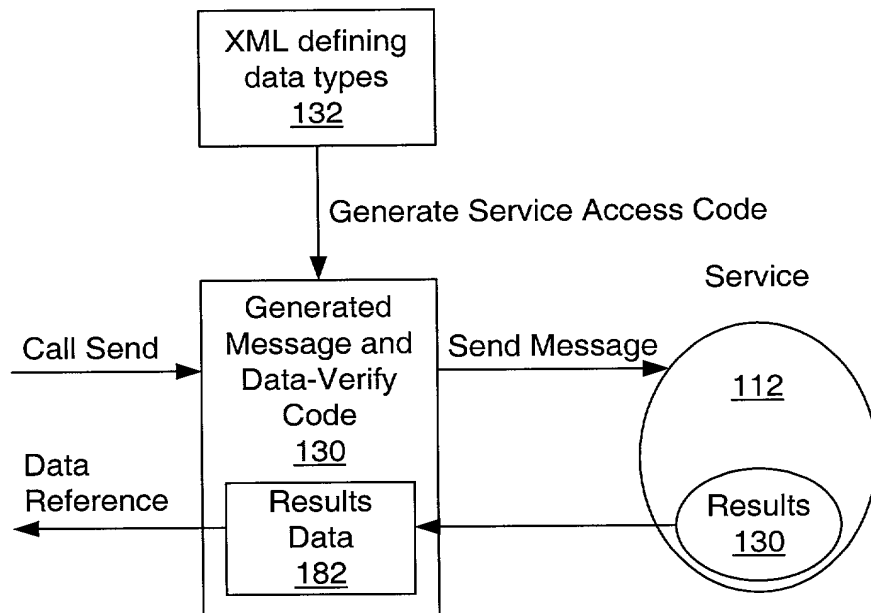 XML defining
data types
132
Generate Service Access Code
Service
Generated
Message and
Data-Verify
Code
130
Call Send
Send Message
112
Data
Reference
Results
Data
182
Results
130